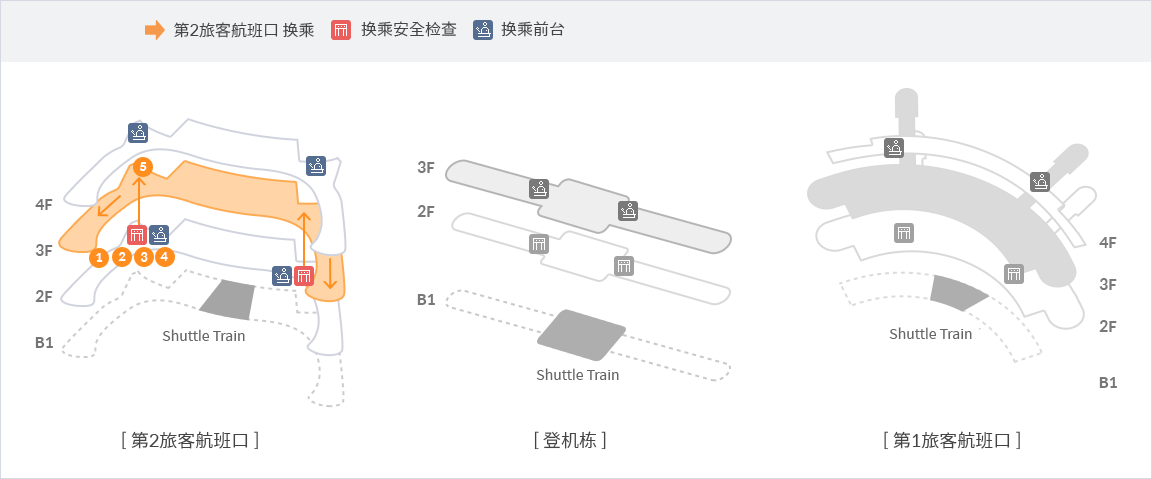 第2旅客航班口 换乘
换乘安全检查
换乘前台
4F
3F
2F
B1
5
1
2
3
4
Shuttle Train
[ 第2旅客航班口 ]
3F
2F
B1
Shuttle Train
[ 登机栋 ]
4F
3F
2F
B1
Shuttle Train
[ 第1旅客航班口 ]